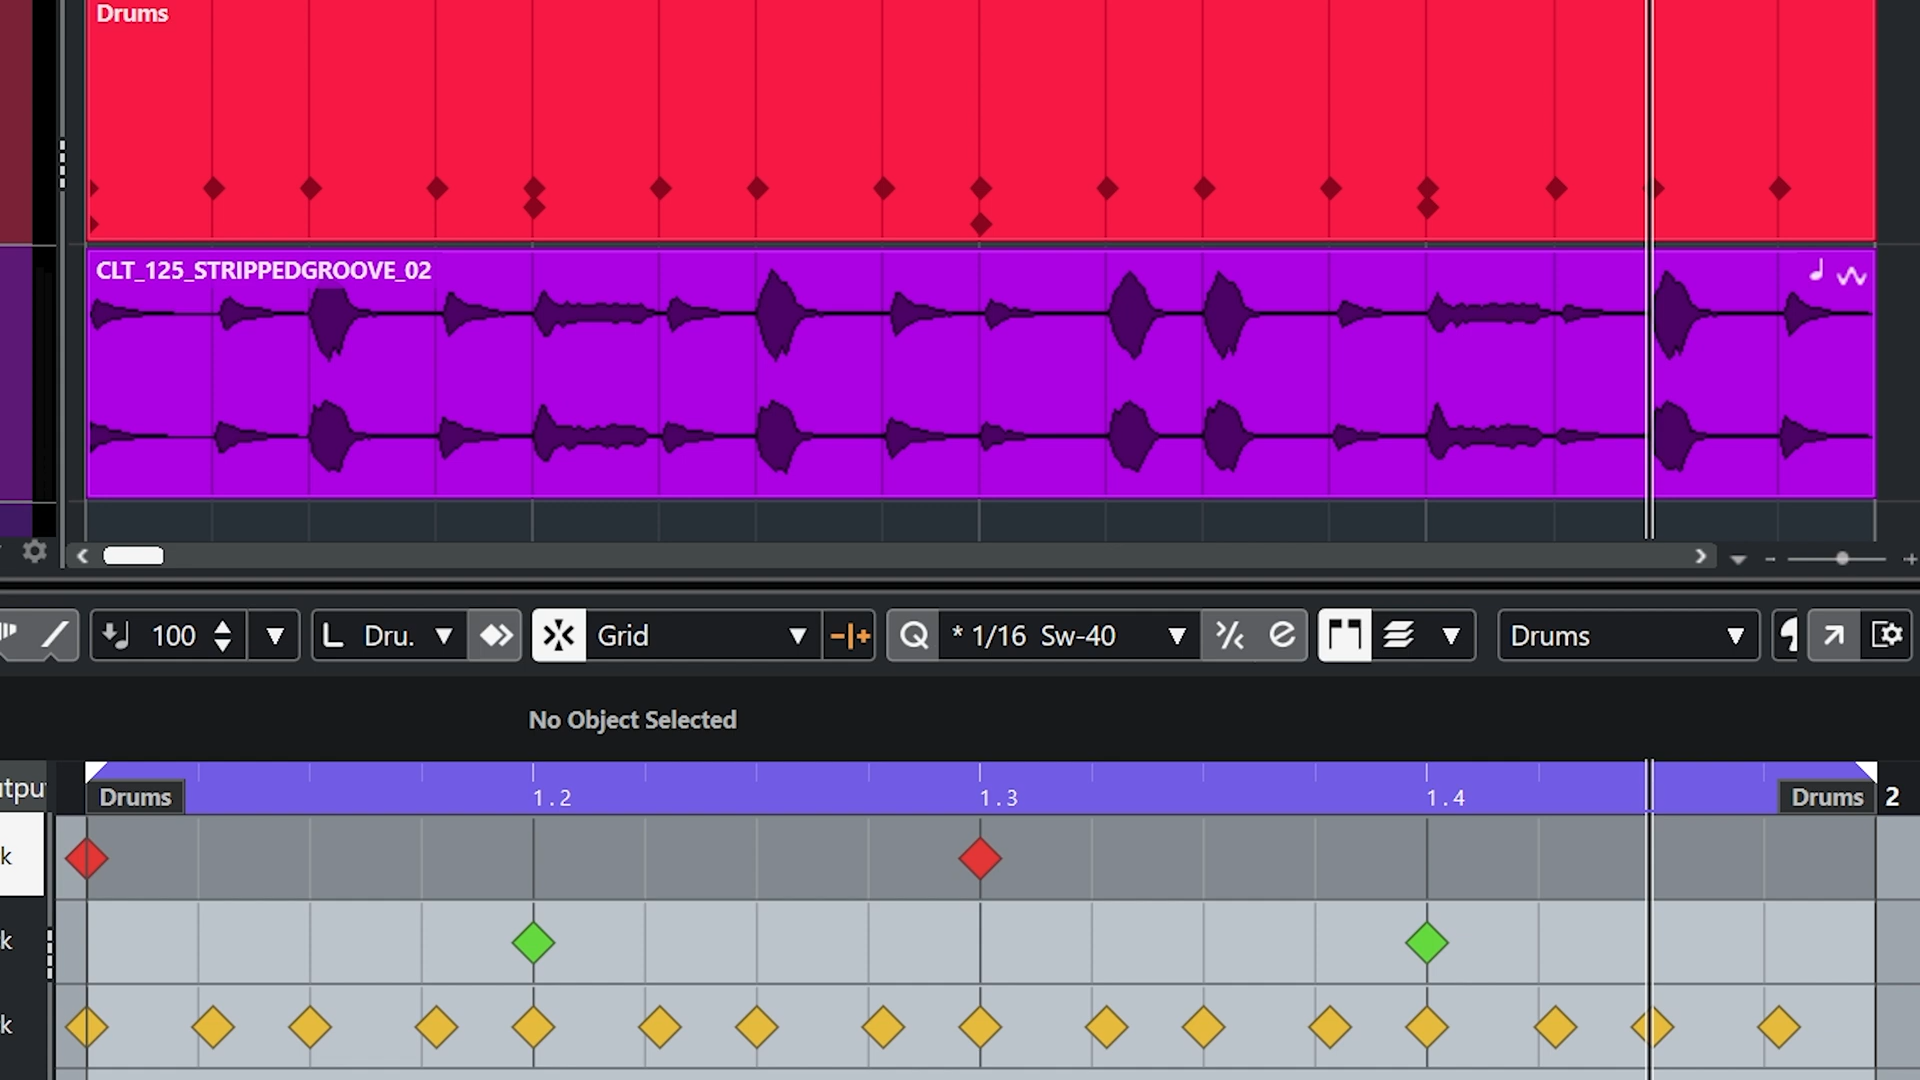 Drums
CLT_125_STRIPPEDGROOVE_02
100 Dru. Grid * 1/16 Sw-40 Drums
No Object Selected
Drums 1.2 1.3 1.4 Drums 2
k
k
k